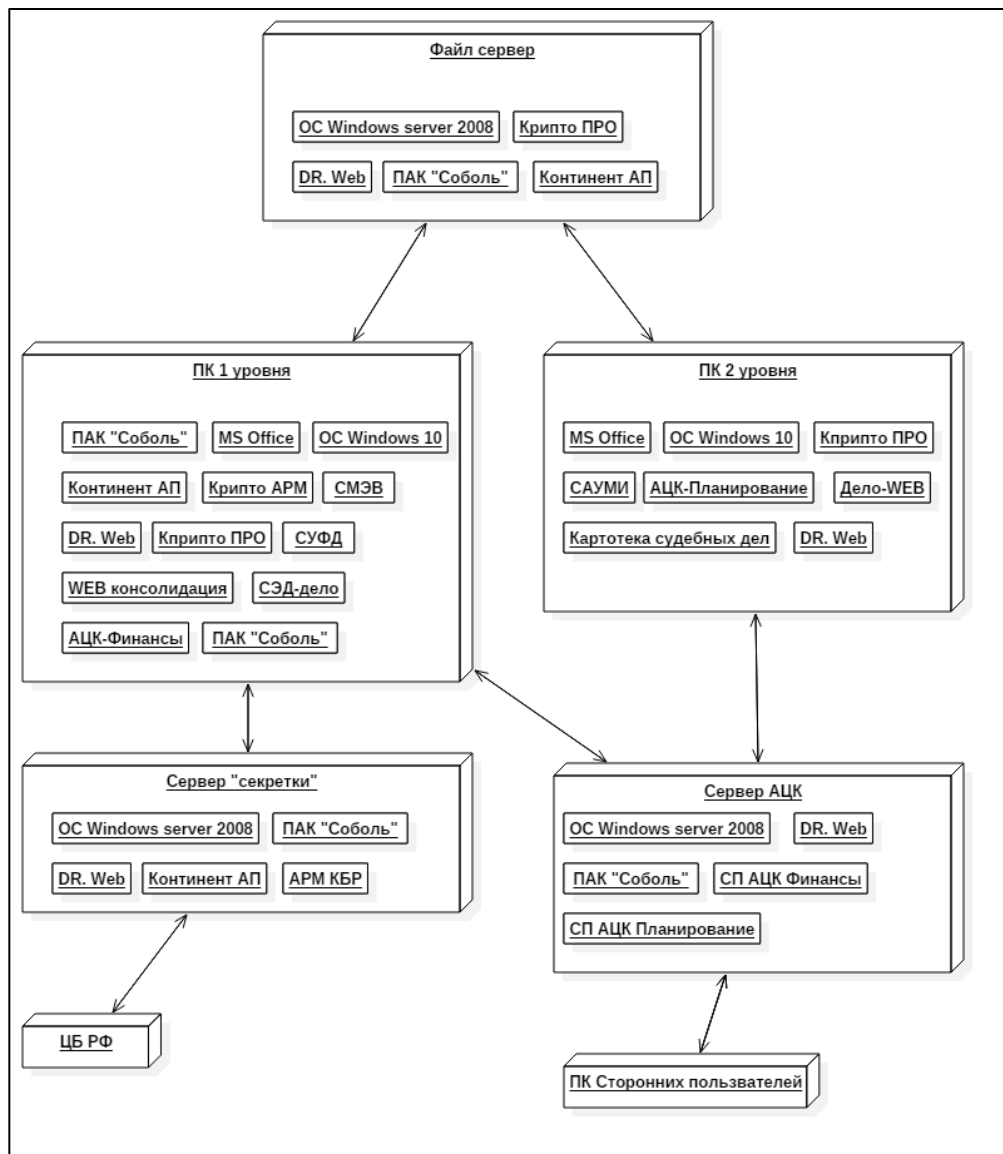 Файл сервер
ОС Windows server 2008
Крипто ПРО
DR. Web
ПАК "Соболь"
Континент АП
ПК 1 уровня
ПАК "Соболь"
MS Office
ОС Windows 10
Континент АП
Крипто АРМ
СМЭВ
DR. Web
Кприпто ПРО
СУФД
WEB консолидация
СЭД-дело
АЦК-Финансы
ПАК "Соболь"
ПК 2 уровня
MS Office
ОС Windows 10
Кприпто ПРО
САУМИ
АЦК-Планирование
Дело-WEB
Картотека судебных дел
DR. Web
Сервер "секретки"
ОС Windows server 2008
ПАК "Соболь"
DR. Web
Континент АП
АРМ КБР
Сервер АЦК
ОС Windows server 2008
DR. Web
ПАК "Соболь"
СП АЦК Финансы
СП АЦК Планирование
ЦБ РФ
ПК Сторонних пользвателей